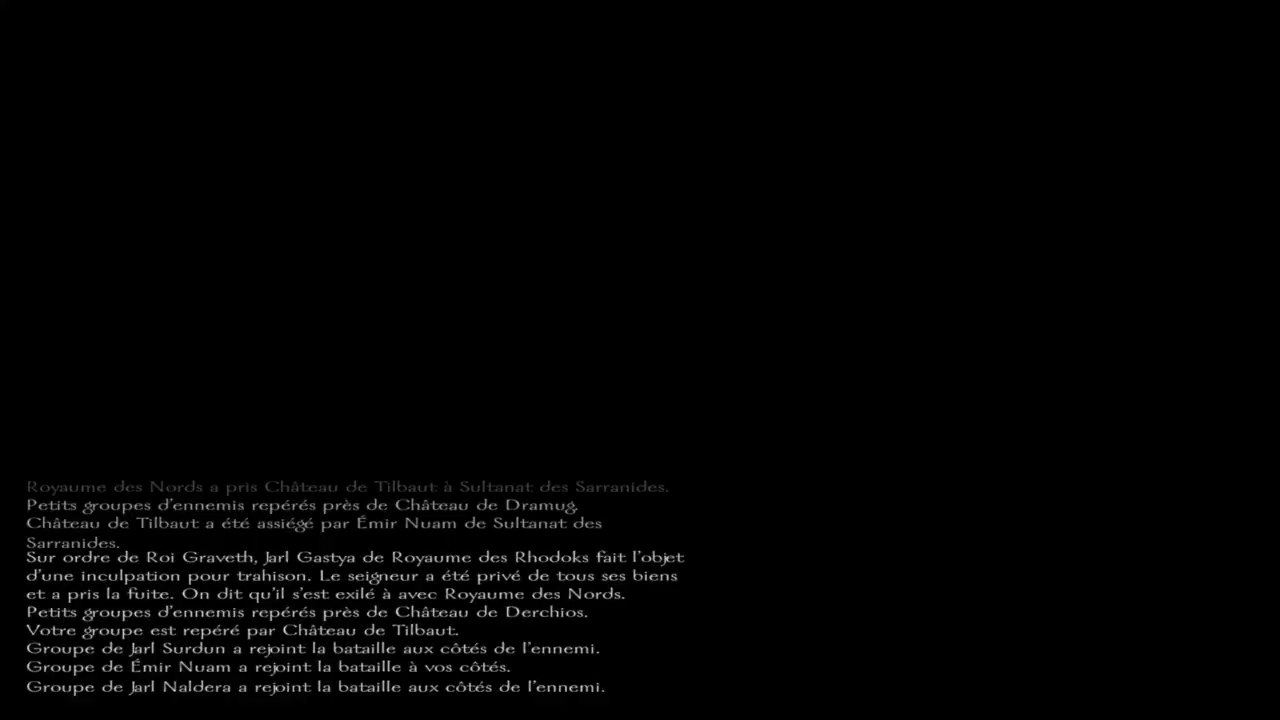 Royaume des Nords a pris Château de Tilbaut à Sultanat des Sarranides.
Petits groupes d'ennemis repérés près de Château de Dramug.
Château de Tilbaut a été assiégé par Émir Nuam de Sultanat des
Sarranides.
Sur ordre de Roi Graveth, Jarl Gastya de Royaume des Rhodoks fait l'objet
d'une inculpation pour trahison. Le seigneur a été privé de tous ses biens
et a pris la fuite. On dit qu'il s'est exilé à avec Royaume des Nords.
Petits groupes d'ennemis repérés près de Château de Derchios.
Votre groupe est repéré par Château de Tilbaut.
Groupe de Jarl Surdun a rejoint la bataille aux côtés de l'ennemi.
Groupe de Émir Nuam a rejoint la bataille à vos côtés.
Groupe de Jarl Naldera a rejoint la bataille aux côtés de l'ennemi.